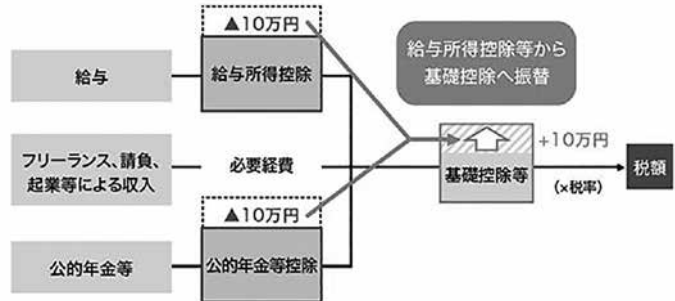 ▲10万円
給与所得控除等から
基礎控除へ振替
給与
給与所得控除
フリーランス、請負、
起業等による収入
必要経費
+10万円
基礎控除等
(×税率)
税額
▲10万円
公的年金等
公的年金等控除